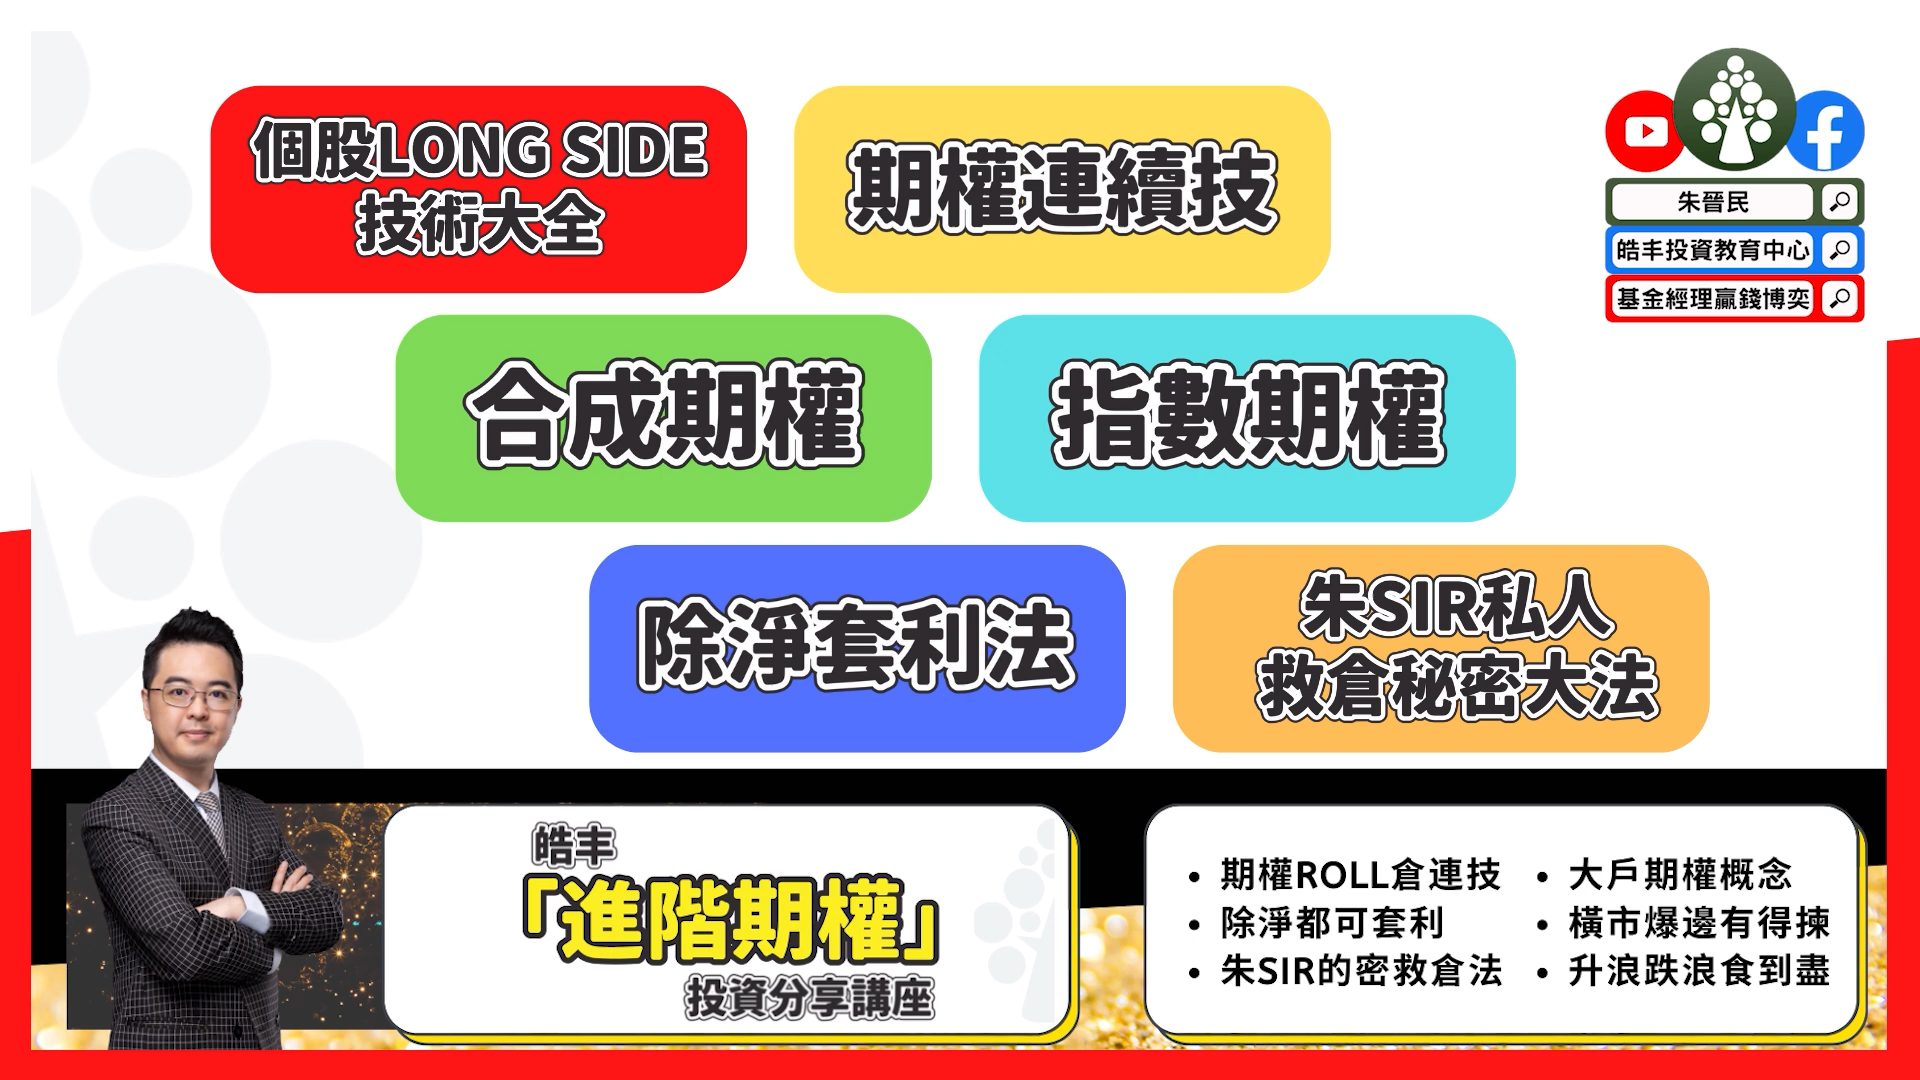 個股LONG SIDE
技術大全
期權連續技
朱晉民
皓丰投資教育中心
基金經理贏錢博奕
合成期權
指數期權
除淨套利法
朱SIR私人
救倉秘密大法
皓丰
「進階期權」
投資分享講座
• 期權ROLL倉連技
• 除淨都可套利
• 朱SIR的密救倉法
• 大戶期權概念
• 橫市爆邊有得揀
• 升浪跌浪食到盡